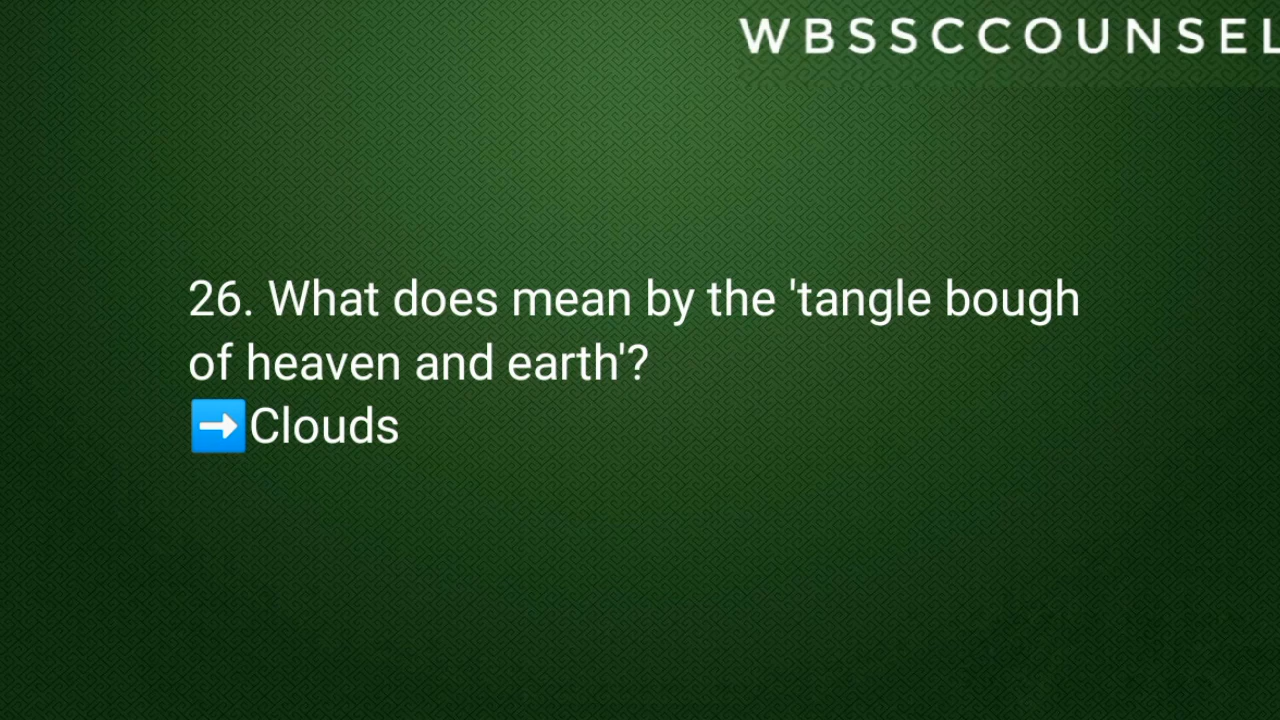 WBSSCCOUNSEL
26. What does mean by the 'tangle bough
of heaven and earth'?
➡Clouds